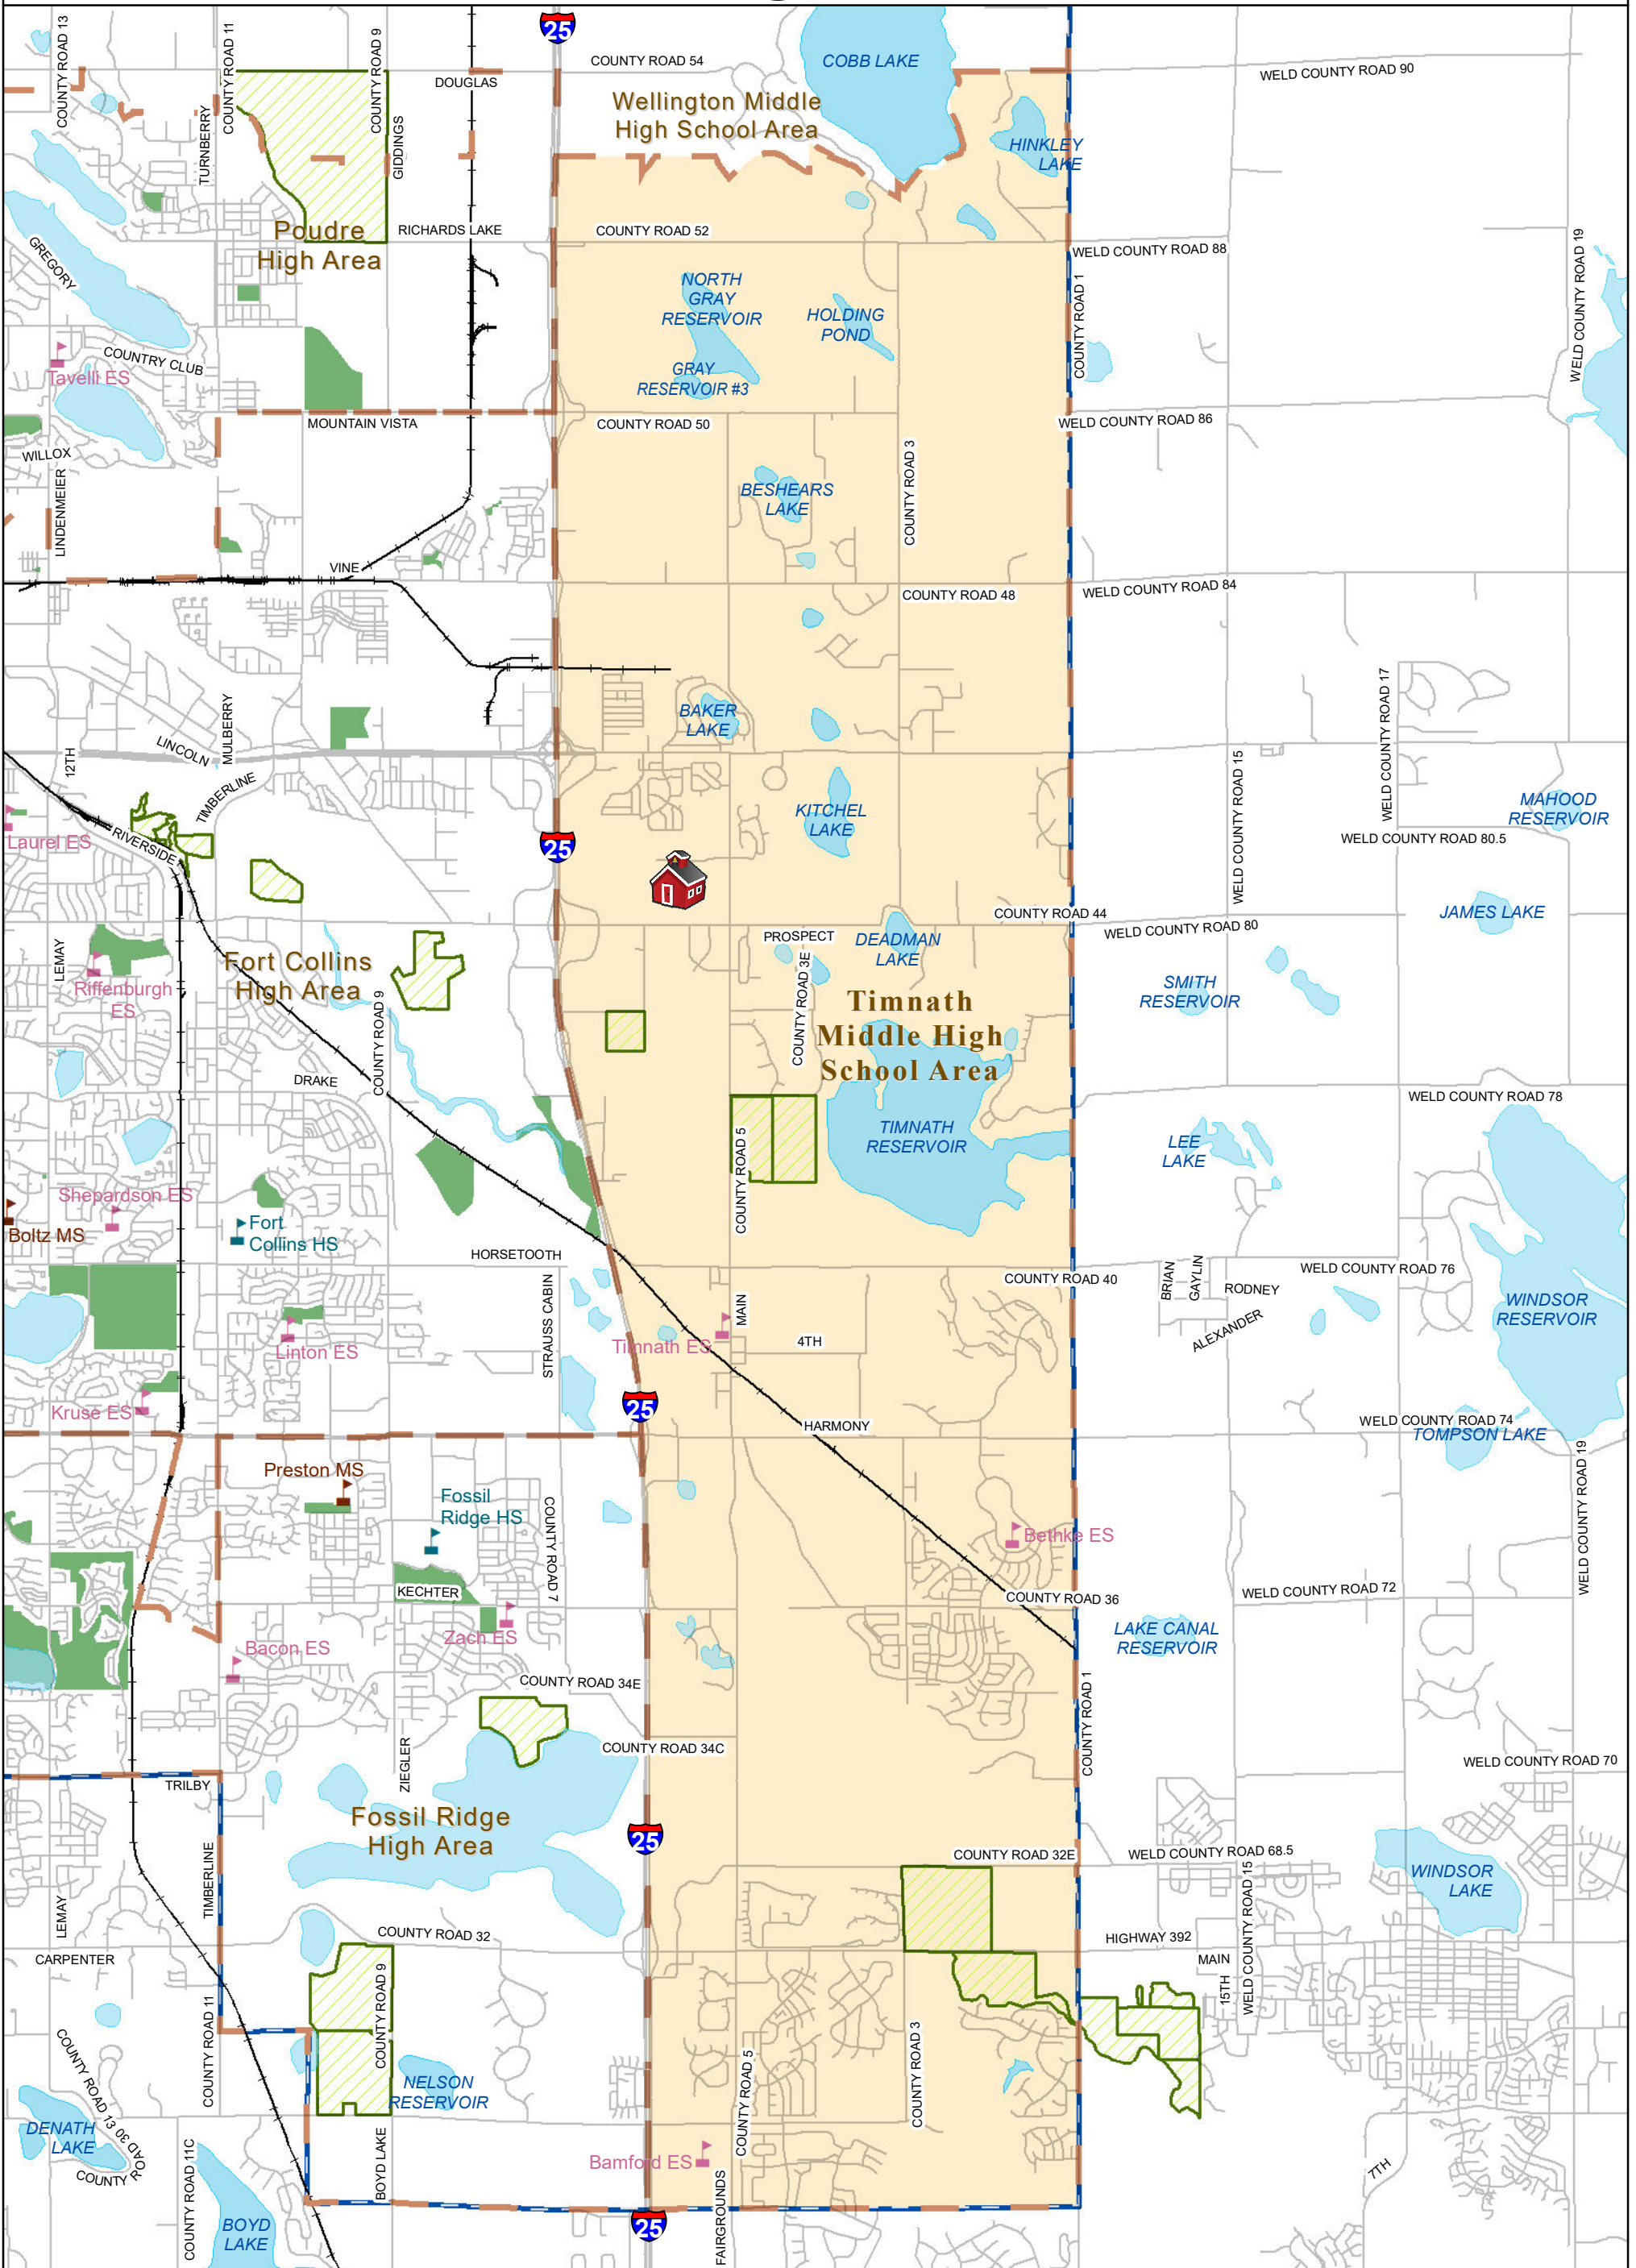 25
COUNTY ROAD 13
COUNTY ROAD 11
COUNTY ROAD 9
DOUGLAS
COUNTY ROAD 54
COBB LAKE
WELD COUNTY ROAD 90
TURNBERRY
GIDDINGS
Wellington Middle
High School Area
HINKLEY
LAKE
Poudre
High Area
RICHARDS LAKE
COUNTY ROAD 52
WELD COUNTY ROAD 88
WELD COUNTY ROAD 19
GREGORY
NORTH
GRAY
RESERVOIR
HOLDING
POND
COUNTY ROAD 1
COUNTRY CLUB
Tavelli ES
GRAY
RESERVOIR #3
MOUNTAIN VISTA
COUNTY ROAD 50
WELD COUNTY ROAD 86
WILLOX
LINDENMEIER
BESHEARS
LAKE
COUNTY ROAD 3
VINE
COUNTY ROAD 48
WELD COUNTY ROAD 84
12TH
LINCOLN
MULBERRY
TIMBERLINE
BAKER
LAKE
WELD COUNTY ROAD 17
WELD COUNTY ROAD 15
KITCHEL
LAKE
MAHOOD
RESERVOIR
WELD COUNTY ROAD 80.5
Laurel ES
RIVERSIDE
25
COUNTY ROAD 44
WELD COUNTY ROAD 80
JAMES LAKE
LEMAY
Riffenburgh
ES
Fort Collins
High Area
COUNTY ROAD 9
PROSPECT
COUNTY ROAD 3E
DEADMAN
LAKE
SMITH
RESERVOIR
Timnath
Middle High
School Area
DRAKE
WELD COUNTY ROAD 78
TIMNATH
RESERVOIR
COUNTY ROAD 5
LEE
LAKE
Shepardson ES
Boltz MS
Fort
Collins HS
HORSETOOTH
COUNTY ROAD 40
BRIAN
GAYLIN
RODNEY
ALEXANDER
WELD COUNTY ROAD 76
WINDSOR
RESERVOIR
STRAUSS CABIN
MAIN
Timnath ES
4TH
Linton ES
Kruse ES
25
HARMONY
WELD COUNTY ROAD 74
TOMPSON LAKE
WELD COUNTY ROAD 19
Preston MS
Fossil
Ridge HS
COUNTY ROAD 7
Bethke ES
KECHTER
COUNTY ROAD 36
WELD COUNTY ROAD 72
Zach ES
Bacon ES
LAKE CANAL
RESERVOIR
COUNTY ROAD 34E
COUNTY ROAD 1
ZIEGLER
COUNTY ROAD 34C
WELD COUNTY ROAD 70
TRILBY
Fossil Ridge
High Area
25
COUNTY ROAD 32E
WELD COUNTY ROAD 68.5
WINDSOR
LAKE
LEMAY
TIMBERLINE
COUNTY ROAD 32
CARPENTER
HIGHWAY 392
MAIN
15TH
WELD COUNTY ROAD 15
COUNTY ROAD 11
COUNTY ROAD 9
COUNTY ROAD 13
COUNTY ROAD 30
NELSON
RESERVOIR
COUNTY ROAD 5
COUNTY ROAD 3
DENATH
LAKE
COUNTY ROAD 11C
BOYD LAKE
Bamford ES
FAIRGROUNDS
7TH
BOYD
LAKE
25